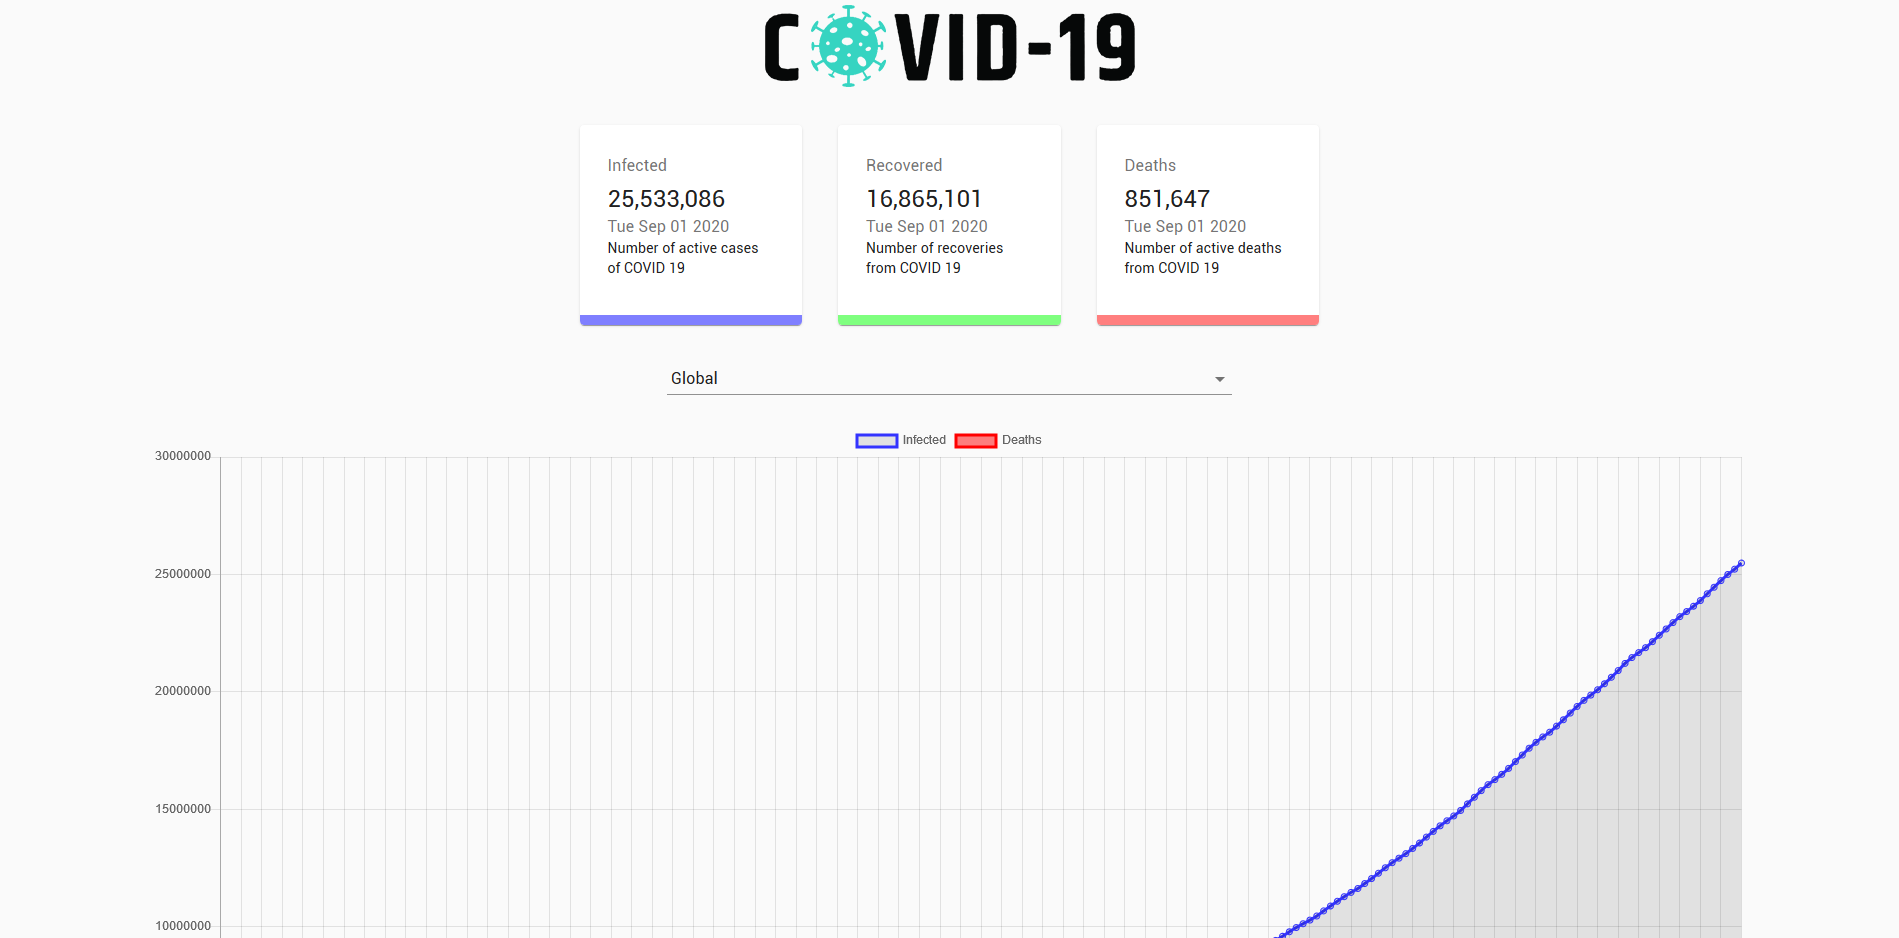 COVID-19
Infected
25,533,086
Tue Sep 01 2020
Number of active cases
of COVID 19
Recovered
16,865,101
Tue Sep 01 2020
Number of recoveries
from COVID 19
Deaths
851,647
Tue Sep 01 2020
Number of active deaths
from COVID 19
Global
Infected Deaths
30000000
25000000
20000000
15000000
10000000